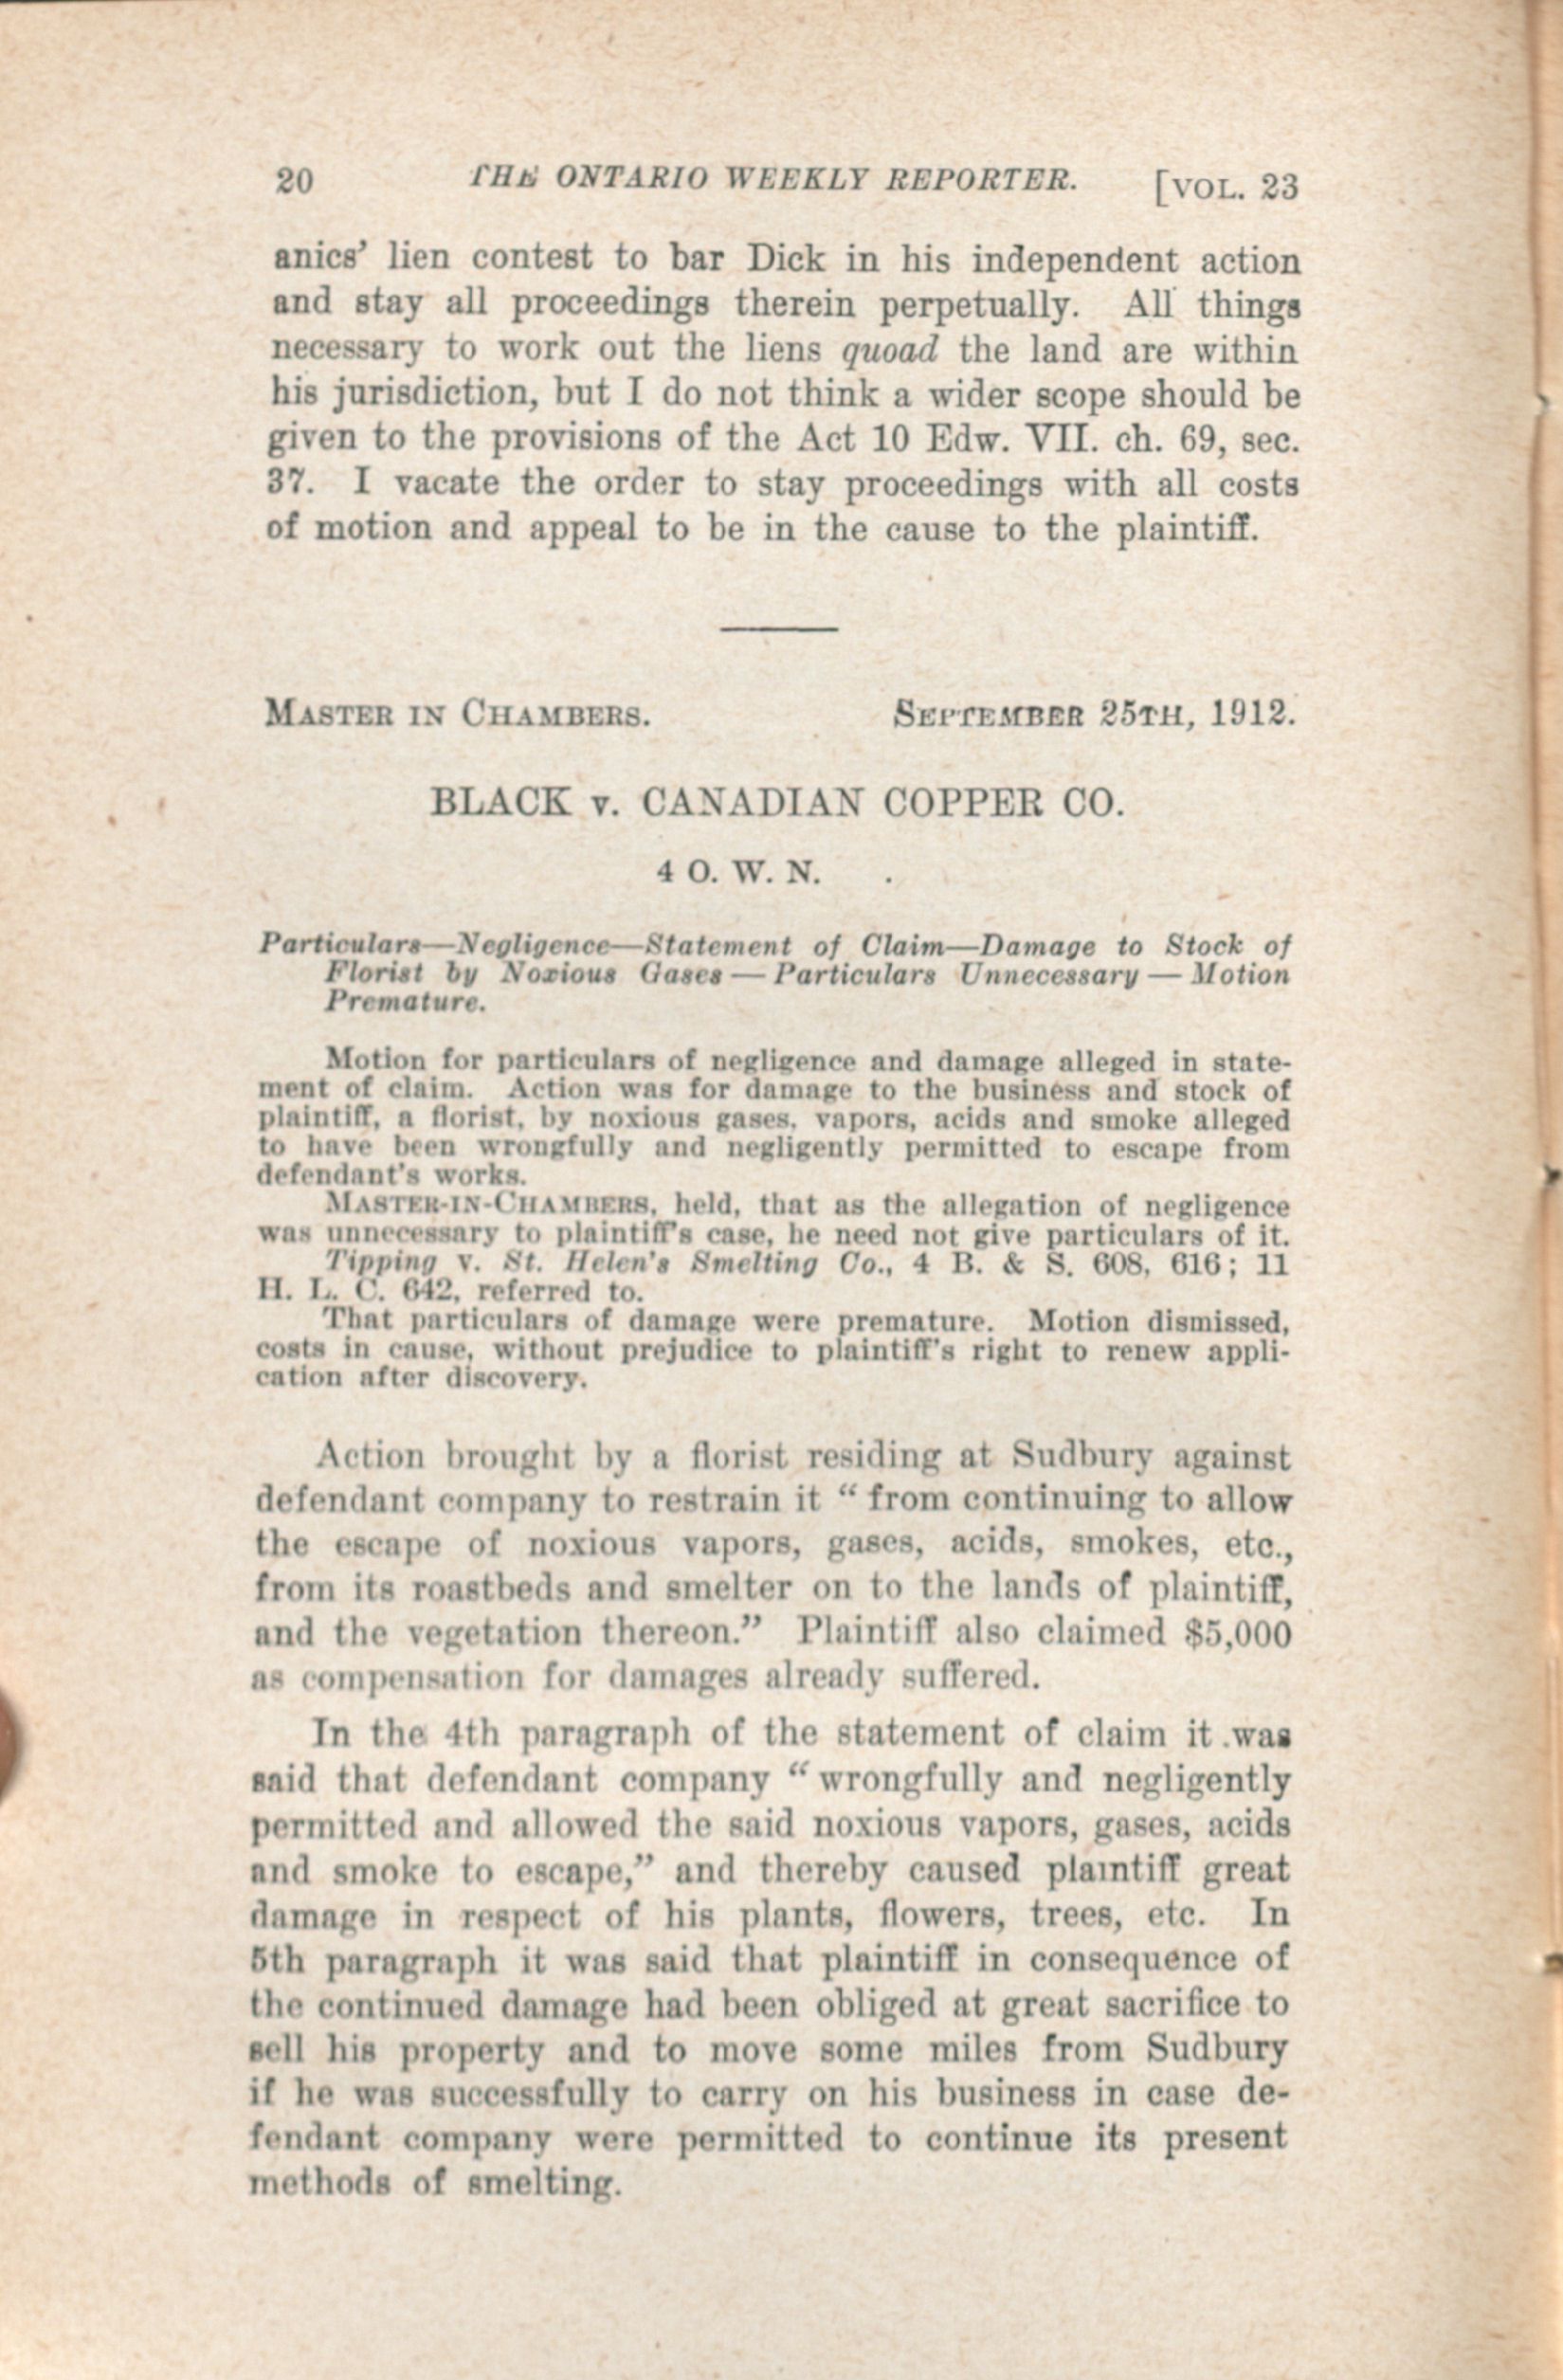 20 THE ONTARIO WEEKLY REPORTER. [VOL. 23
anics' lien contest to bar Dick in his independent action
and stay all proceedings therein perpetually. All things
necessary to work out the liens quoad the land are within
his jurisdiction, but I do not think a wider scope should be
given to the provisions of the Act 10 Edw. VII. ch. 69, sec.
37. I vacate the order to stay proceedings with all costs
of motion and appeal to be in the cause to the plaintiff.
MASTER IN CHAMBERS. SEPTEMBER 25TH, 1912.
BLACK v. CANADIAN COPPER CO.
4 O. W. N. .
Particulars—Negligence—Statement of Claim—Damage to Stock of
Florist by Noxious Gases — Particulars Unnecessary — Motion
Premature.
Motion for particulars of negligence and damage alleged in state-
ment of claim. Action was for damage to the business and stock of
plaintiff, a florist, by noxious gases, vapors, acids and smoke alleged
to have been wrongfully and negligently permitted to escape from
defendant's works.
MASTER-IN-CHAMBERS, held, that as the allegation of negligence
was unnecessary to plaintiff's case, he need not give particulars of it.
Tipping v. St. Helen's Smelting Co., 4 B. & S. 608, 616; 11
H. L. C. 642, referred to.
That particulars of damage were premature. Motion dismissed,
costs in cause, without prejudice to plaintiff's right to renew appli-
cation after discovery.
Action brought by a florist residing at Sudbury against
defendant company to restrain it " from continuing to allow
the escape of noxious vapors, gases, acids, smokes, etc.,
from its roastbeds and smelter on to the lands of plaintiff,
and the vegetation thereon." Plaintiff also claimed $5,000
as compensation for damages already suffered.
In the 4th paragraph of the statement of claim it was
said that defendant company " wrongfully and negligently
permitted and allowed the said noxious vapors, gases, acids
and smoke to escape," and thereby caused plaintiff great
damage in respect of his plants, flowers, trees, etc. In
5th paragraph it was said that plaintiff in consequence of
the continued damage had been obliged at great sacrifice to
sell his property and to move some miles from Sudbury
if he was successfully to carry on his business in case de-
fendant company were permitted to continue its present
methods of smelting.